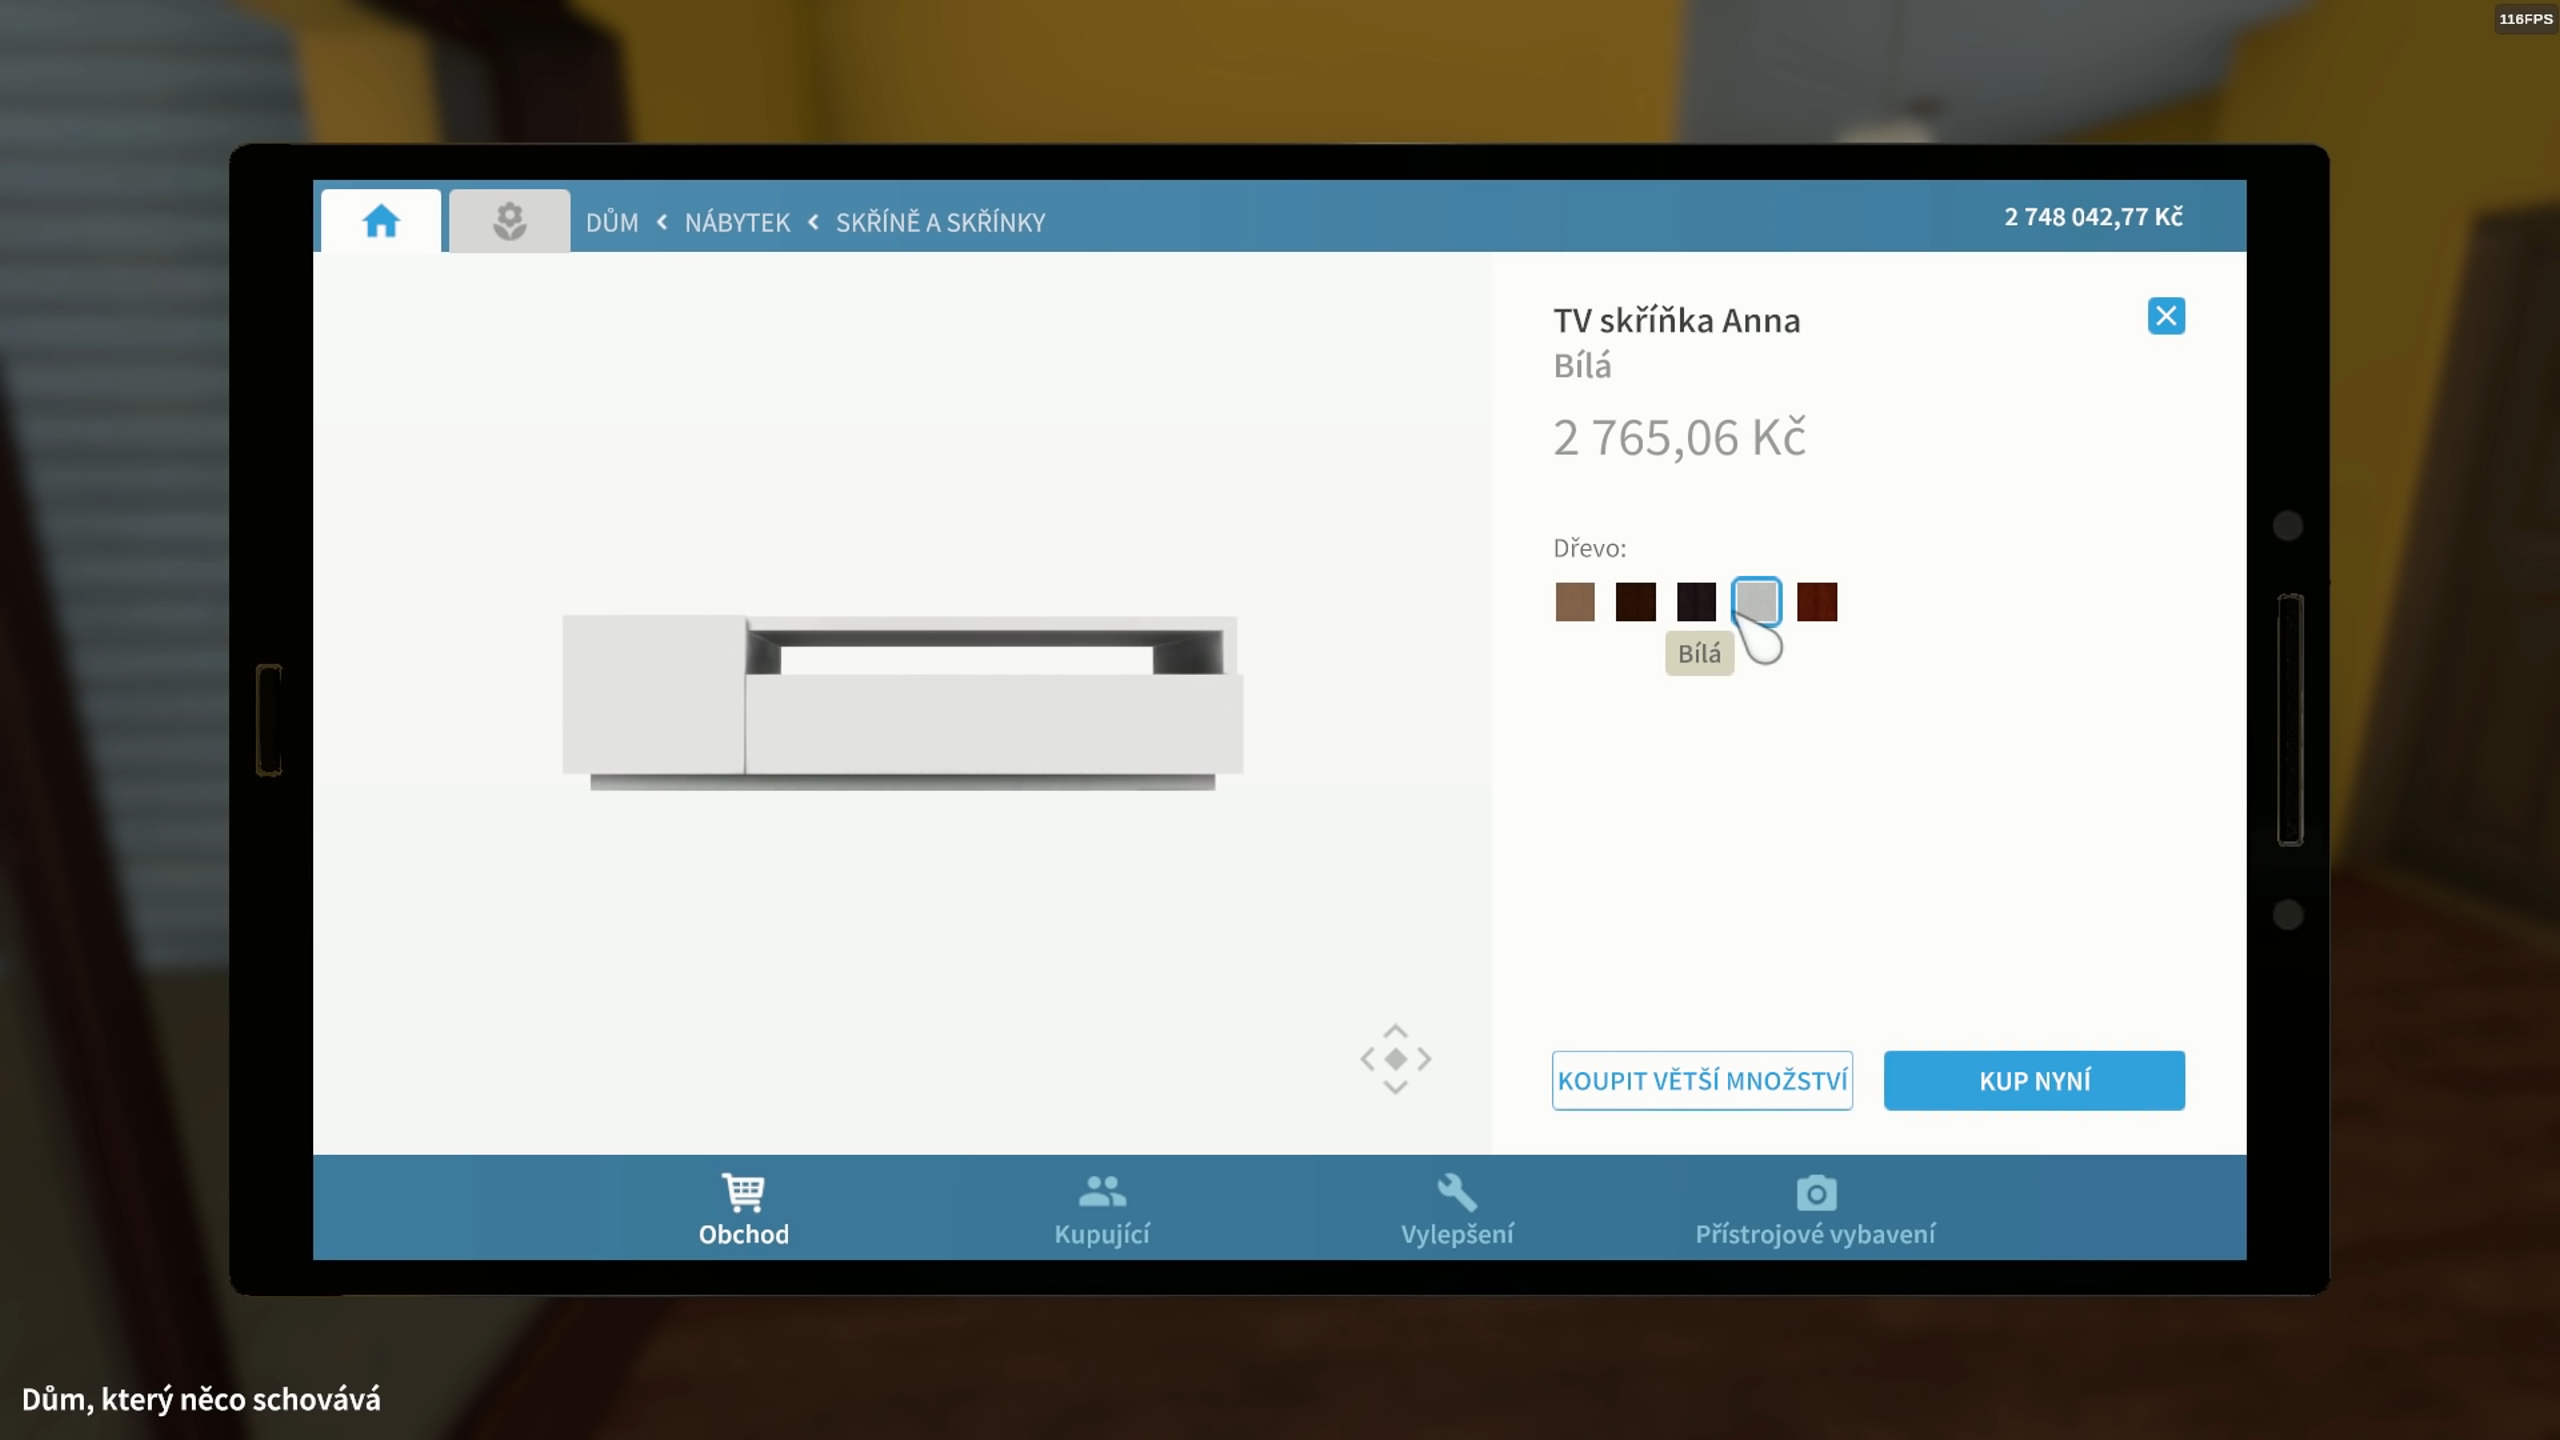 116FPS
DŮM < NÁBYTEK < SKŘÍNĚ A SKŘÍNKY
2 748 042,77 Kč
TV skříňka Anna
Bílá
2 765,06 Kč
Dřevo:
Bílá
KOUPIT VĚTŠÍ MNOŽSTVÍ
KUP NYNÍ
Obchod
Kupující
Vylepšení
Přístrojové vybavení
Dům, který něco schovává